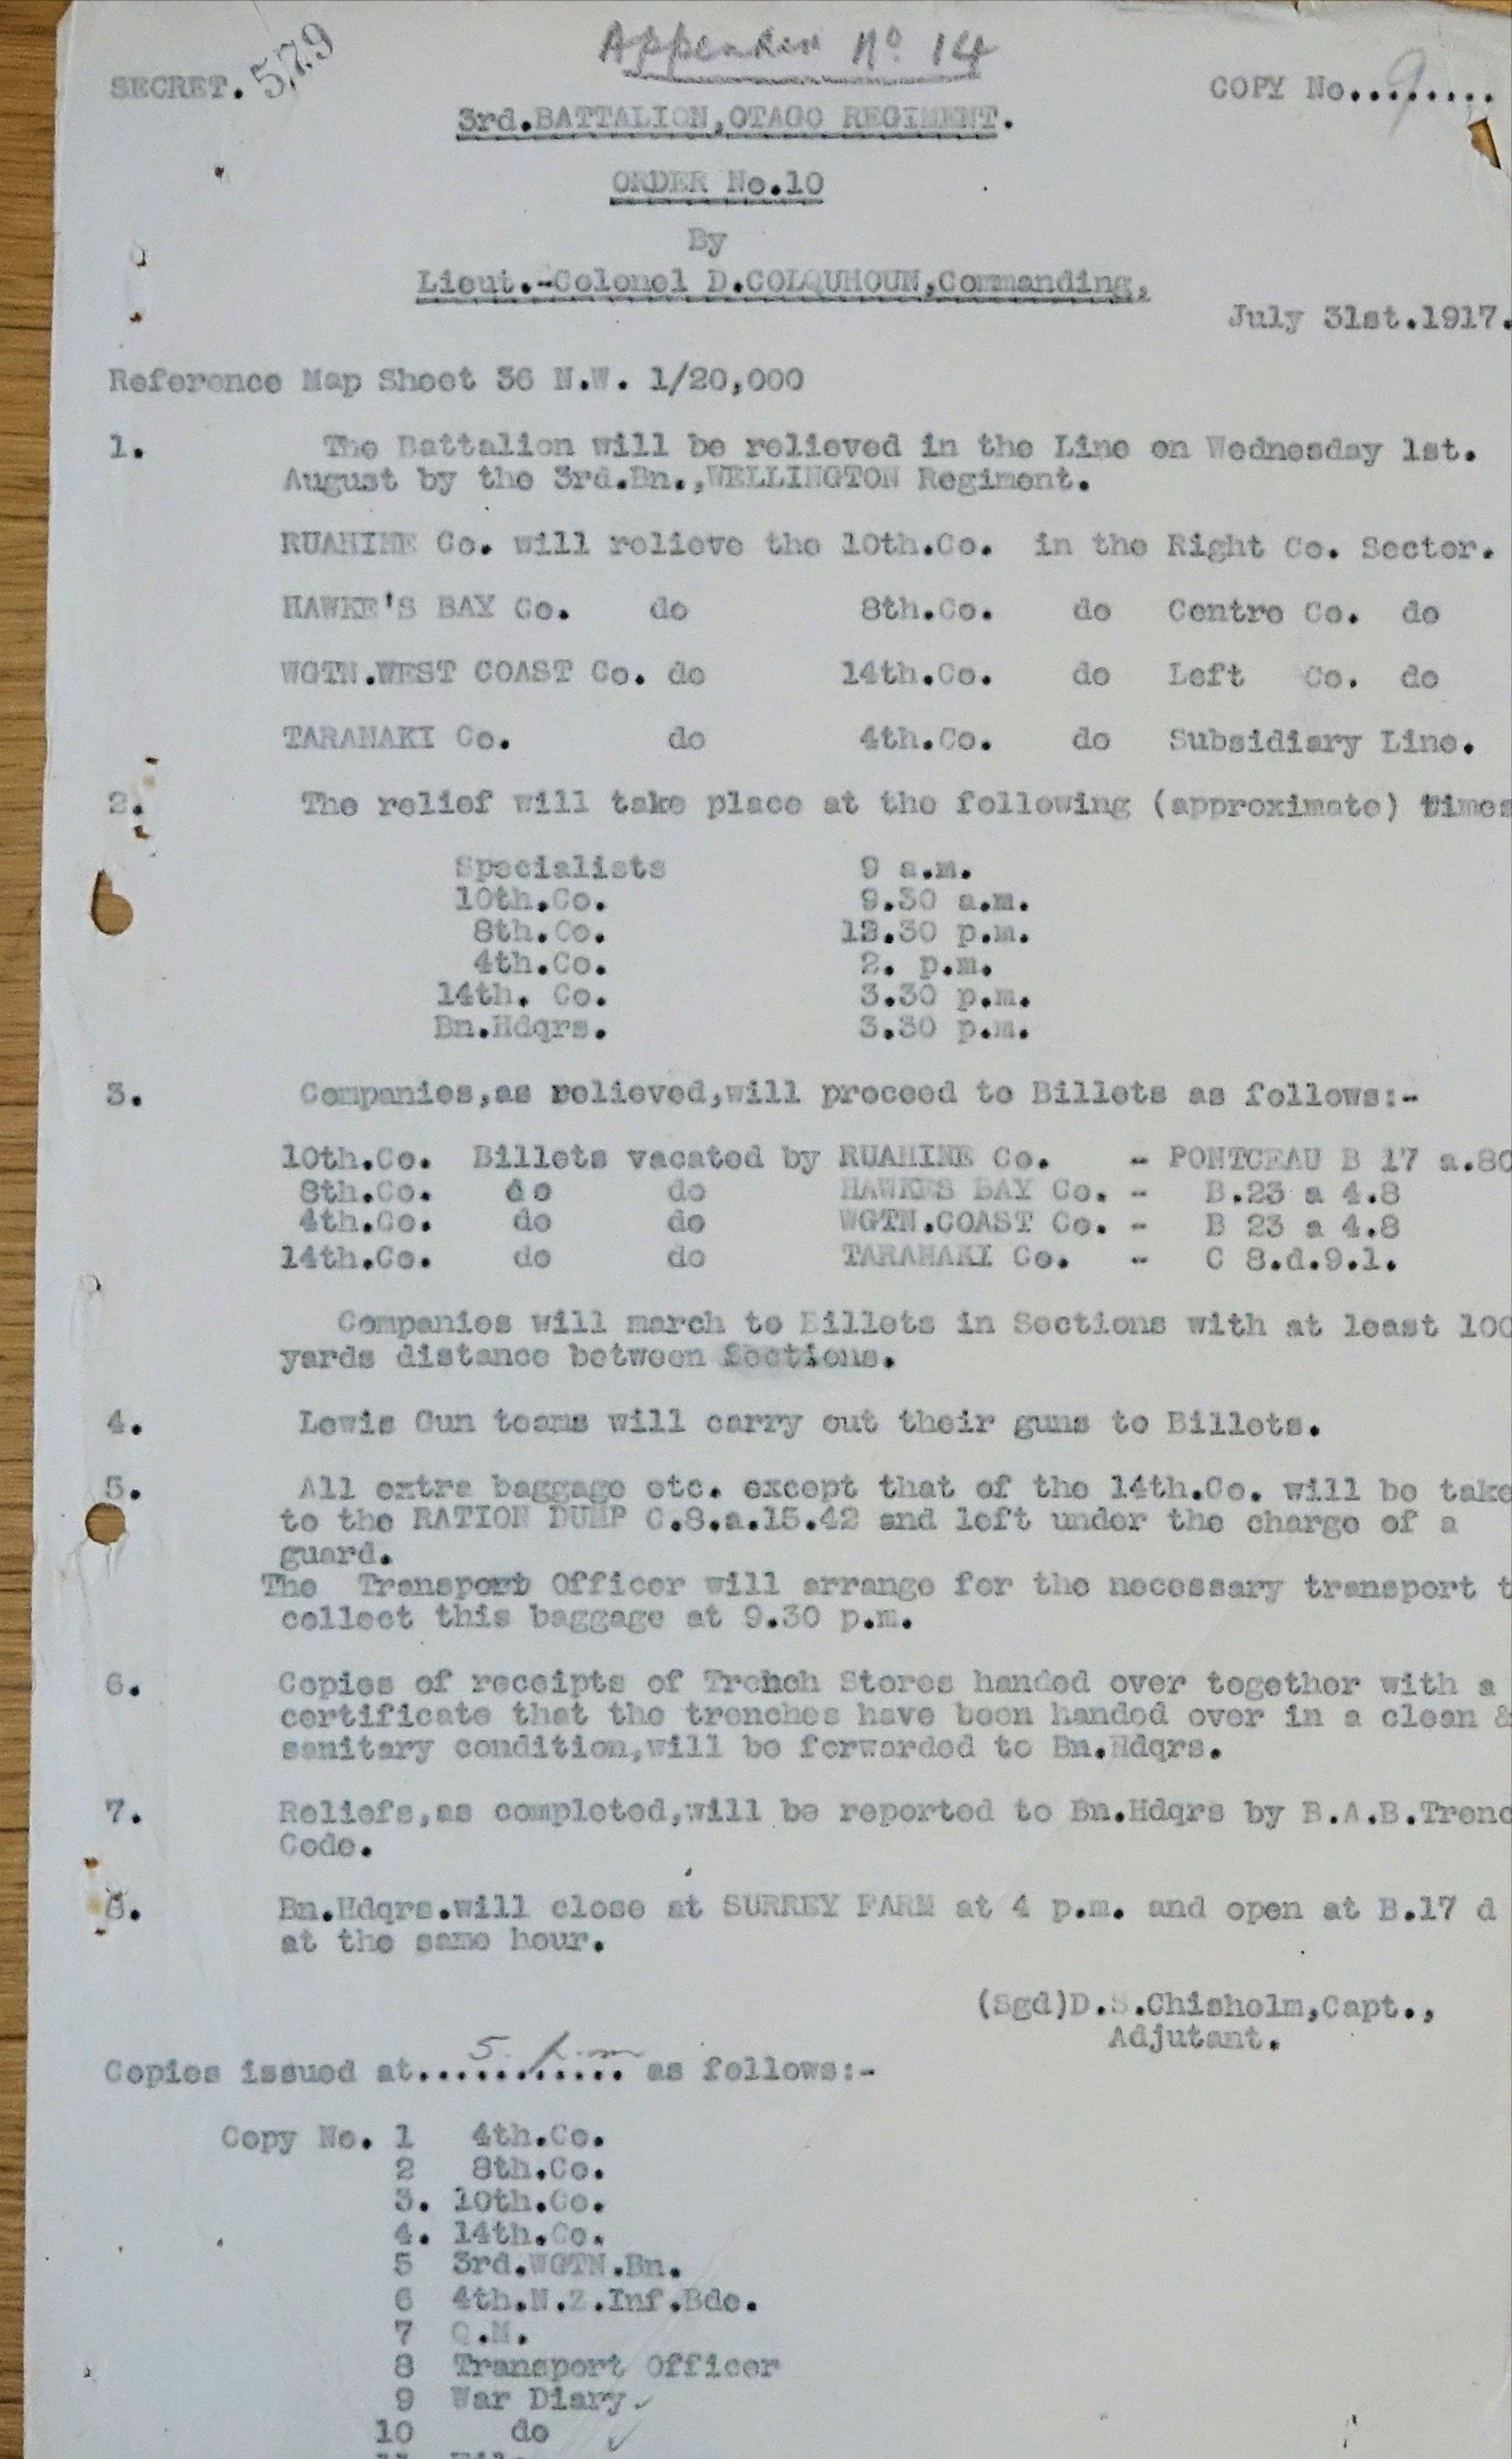 Appendix No. 14
SECRET. 579
COPY No...9.....
3rd.BATTALION,OTAGO REGIMENT.
ORDER No.10
By
Lieut.-Colonel D.COLQUHOUN,Commanding,
July 31st.1917.
Reference Map Sheet 36 N.W. 1/20,000
1. The Battalion will be relieved in the Line on Wednesday 1st.
August by the 3rd.Bn.,WELLINGTON Regiment.
RUAHINE Co. will relieve the 10th.Co. in the Right Co. Sector.
HAWKE'S BAY Co. do 8th.Co. do Centre Co. do
WGTN.WEST COAST Co. do 14th.Co. do Left Co. do
TARANAKI Co. do 4th.Co. do Subsidiary Line.
2. The relief will take place at the following (approximate) times
Specialists 9 a.m.
10th.Co. 9.30 a.m.
8th.Co. 12.30 p.m.
4th.Co. 2. p.m.
14th. Co. 3.30 p.m.
Bn.Hdqrs. 3.30 p.m.
3. Companies,as relieved,will proceed to Billets as follows:-
10th.Co. Billets vacated by RUAHINE Co. - PONTCEAU B 17 a.80
8th.Co. do do HAWKES BAY Co. - B.23 a 4.8
4th.Co. do do WGTN.COAST Co. - B 23 a 4.8
14th.Co. do do TARANAKI Co. - C 8.d.9.1.
Companies will march to Billets in Sections with at least 100
yards distance between Sections.
4. Lewis Gun teams will carry out their guns to Billets.
5. All extra baggage etc. except that of the 14th.Co. will be take
to the RATION DUMP C.8.a.15.42 and left under the charge of a
guard.
The Transport Officer will arrange for the necessary transport t
collect this baggage at 9.30 p.m.
6. Copies of receipts of Trehch Stores handed over together with a
certificate that the trenches have been handed over in a clean &
sanitary condition,will be forwarded to Bn.Hdqrs.
7. Reliefs,as completed,will be reported to Bn.Hdqrs by B.A.B.Trenc
Code.
8. Bn.Hdqrs.will close at SURREY FARM at 4 p.m. and open at B.17 d
at the same hour.
(Sgd)D.S.Chisholm,Capt.,
Adjutant.
Copies issued at...5. p.m... as follows:-
Copy No. 1 4th.Co.
2 8th.Co.
3. 10th.Co.
4. 14th.Co.
5 3rd.WGTN.Bn.
6 4th.N.Z.Inf.Bde.
7 Q.M.
8 Transport Officer
9 War Diary
10 do